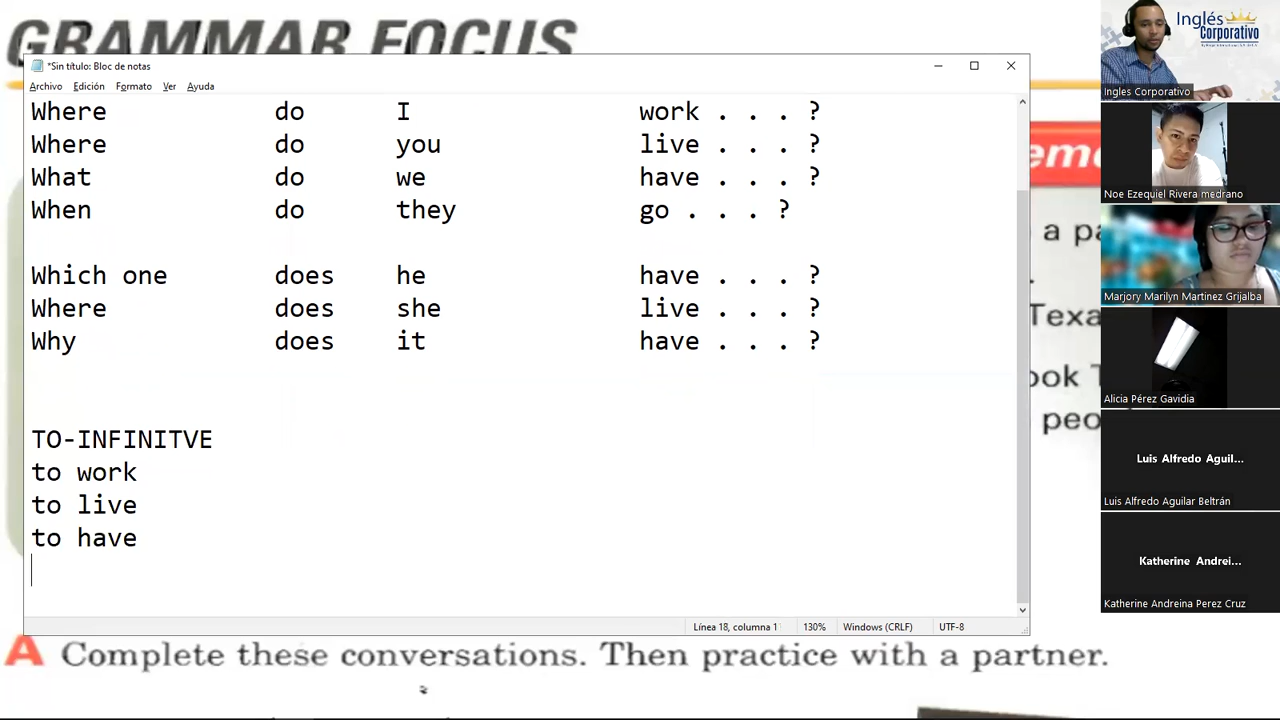 GRAMMAR FOCUS
*Sin título: Bloc de notas
Archivo Edición Formato Ver Ayuda
Where do I work . . . ?
Where do you live . . . ?
What do we have . . . ?
When do they go . . . ?
Which one does he have . . . ?
Where does she live . . . ?
Why does it have . . . ?
TO-INFINITVE
to work
to live
to have
Línea 18, columna 1 130% Windows (CRLF) UTF-8
A Complete these conversations. Then practice with a partner.
Inglés
Corporativo
Ingles Corporativo
Noe Ezequiel Rivera medrano
Marjory Marilyn Martinez Grijalba
Alicia Pérez Gavidia
Luis Alfredo Aguil...
Luis Alfredo Aguilar Beltrán
Katherine Andrei...
Katherine Andreina Perez Cruz